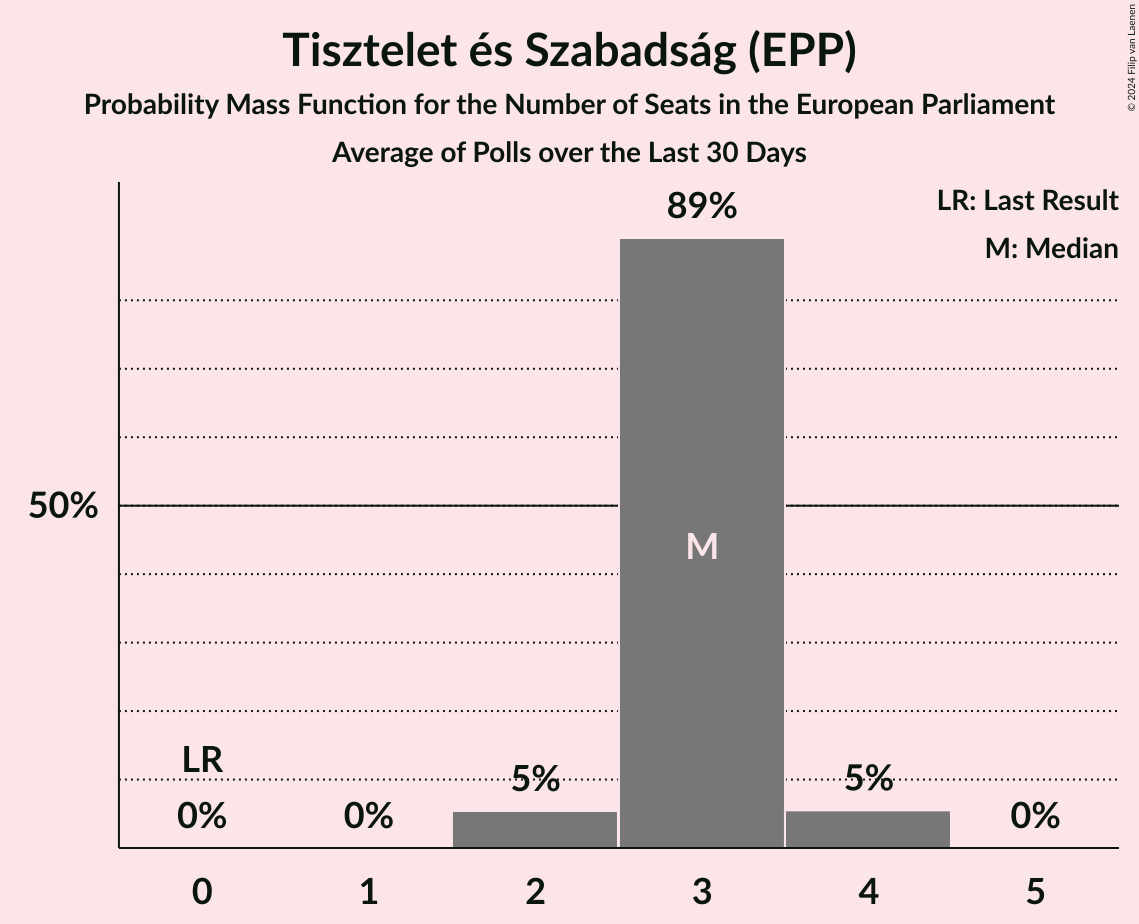 Tisztelet és Szabadság (EPP)
Probability Mass Function for the Number of Seats in the European Parliament
Average of Polls over the Last 30 Days
© 2024 Filip van Laenen
LR: Last Result
M: Median
89%
50%
M
LR
0%
0%
5%
5%
0%
0
1
2
3
4
5